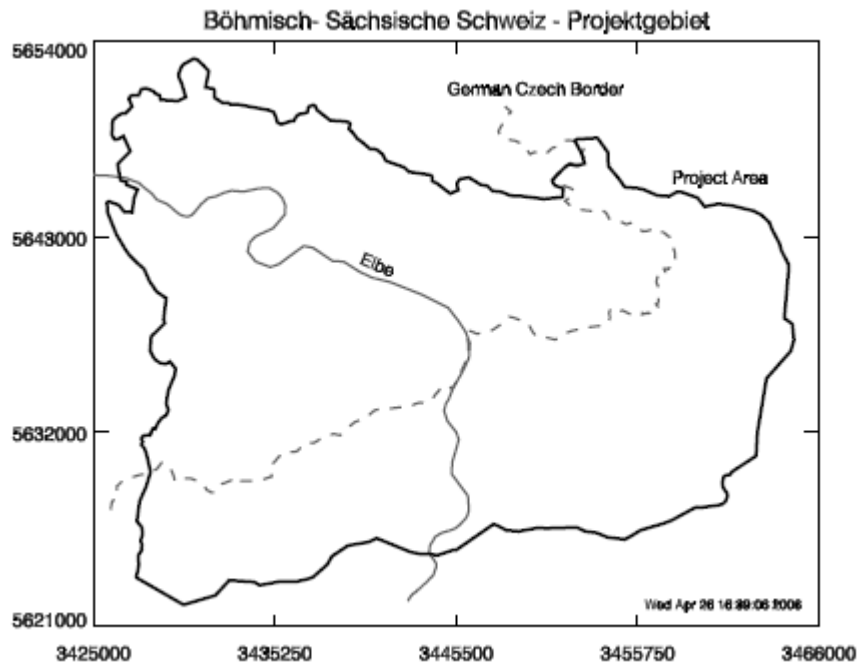 Böhmisch- Sächsische Schweiz - Projektgebiet
5654000
German Czech Border
Project Area
5643000
Elbe
5632000
Wed Apr 26 16:39:06 2006
5621000
3425000 3435250 3445500 3455750 3466000